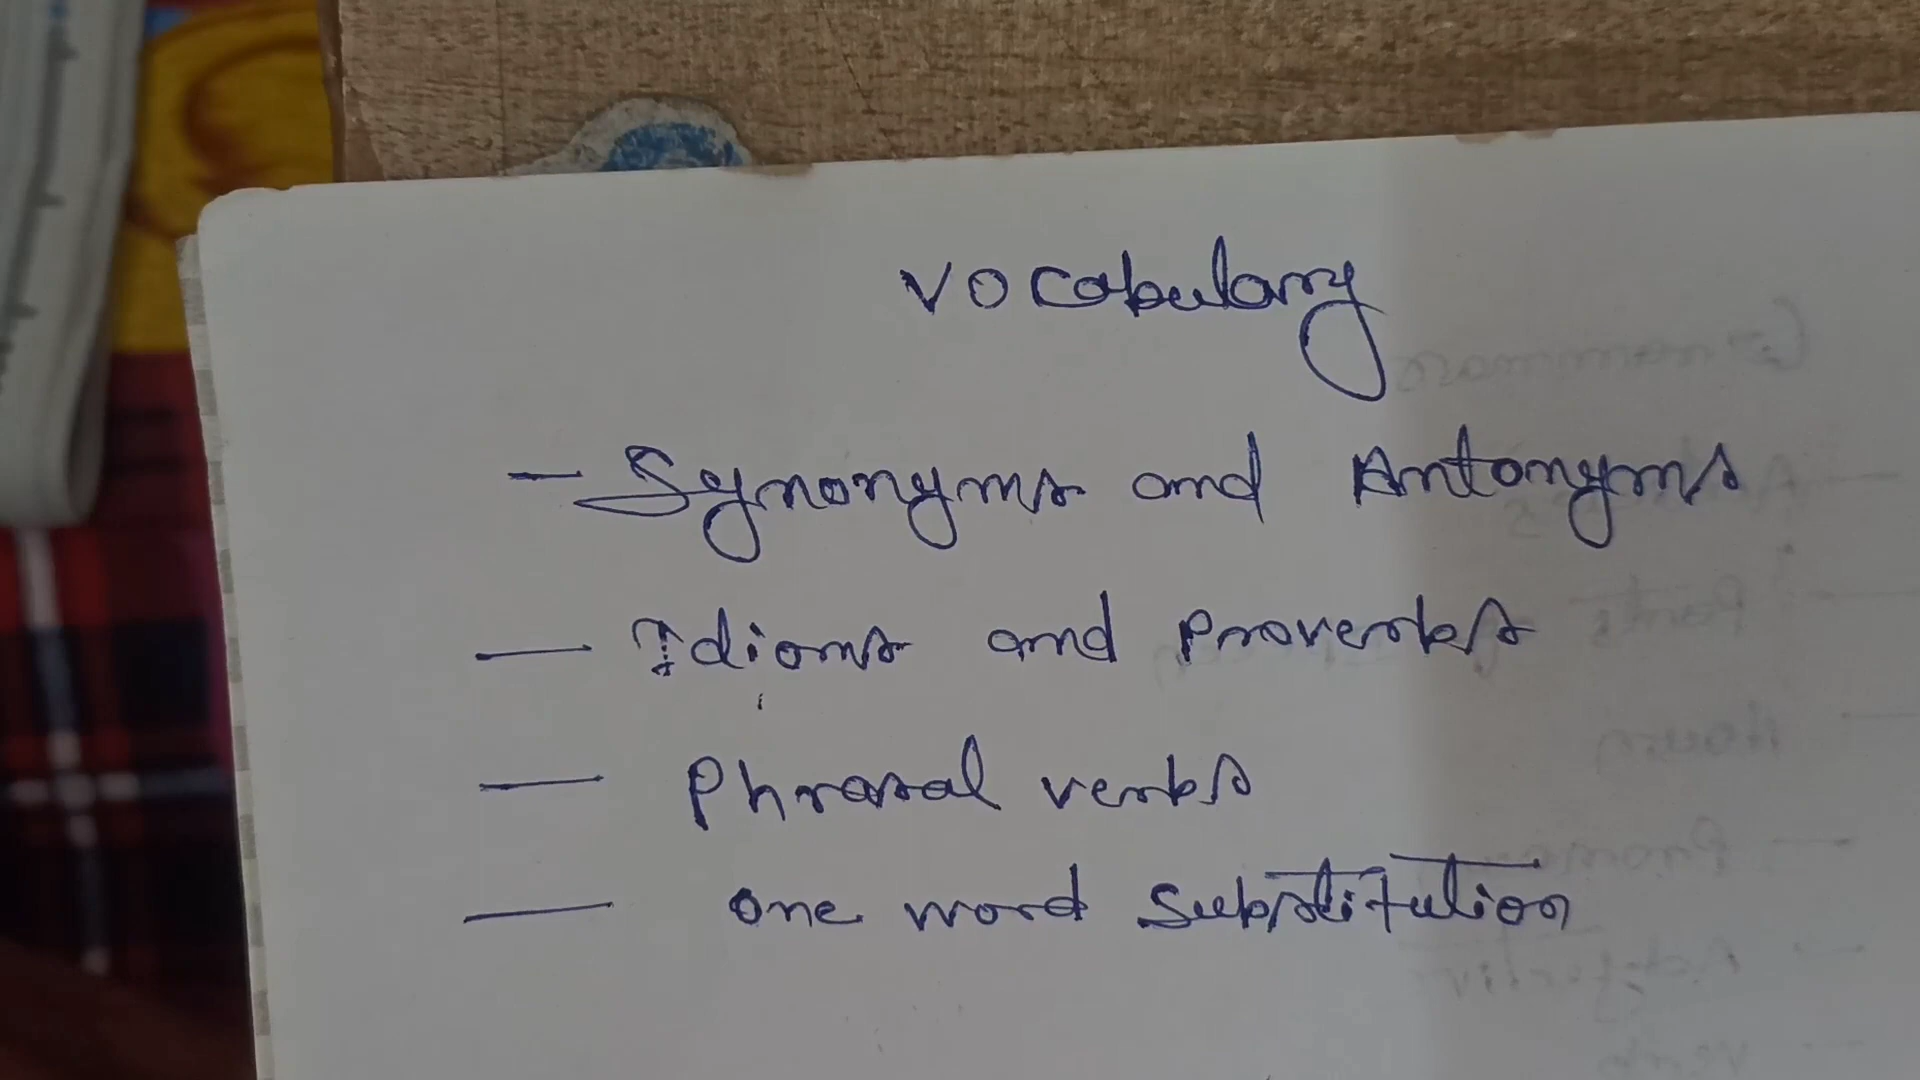 Vocabulary
- Synonyms and Antonyms
- Idioms and Proverbs
- Phrasal verbs
- one word substitution